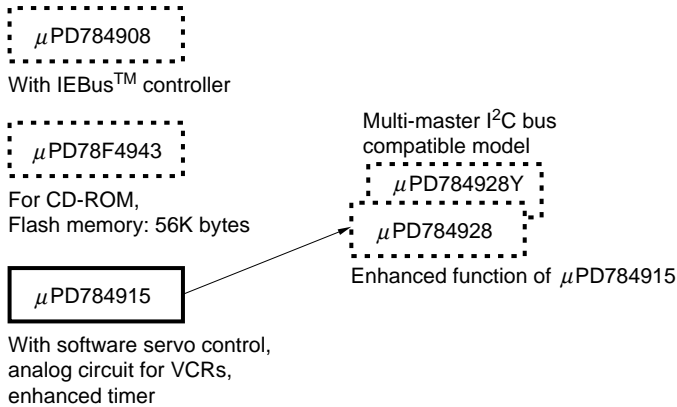 μPD784908
With IEBusTM controller
μPD78F4943
For CD-ROM,
Flash memory: 56K bytes
μPD784915
With software servo control,
analog circuit for VCRs,
enhanced timer
Multi-master I2C bus
compatible model
μPD784928Y
μPD784928
Enhanced function of μPD784915